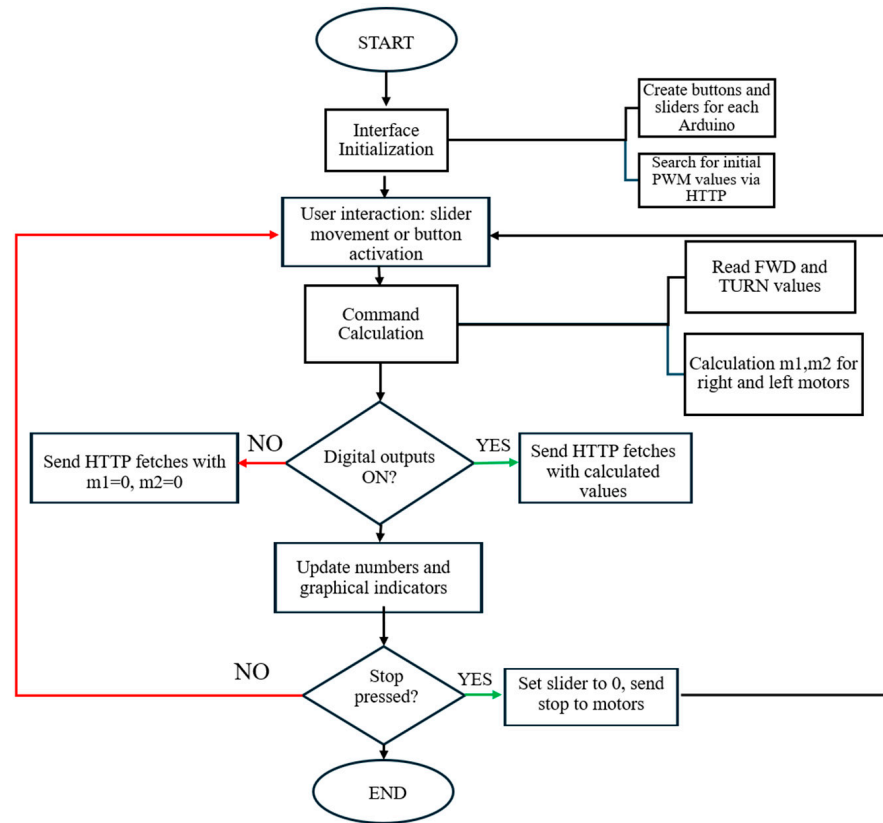 START
Interface
Initialization
Create buttons and
sliders for each
Arduino
Search for initial
PWM values via
HTTP
User interaction: slider
movement or button
activation
Command
Calculation
Read FWD and
TURN values
Calculation m1,m2 for
right and left motors
Digital outputs
ON?
NO
Send HTTP fetches with
m1=0, m2=0
YES
Send HTTP fetches
with calculated
values
Update numbers and
graphical indicators
Stop
pressed?
NO
YES
Set slider to 0, send
stop to motors
END